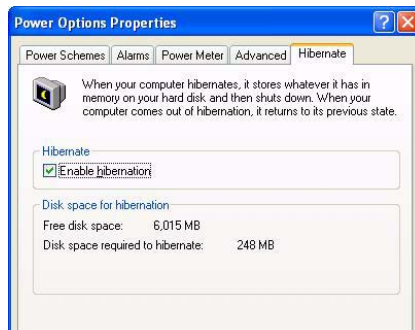 Power Options Properties
Power Schemes Alarms Power Meter Advanced Hibernate
When your computer hibernates, it stores whatever it has in
memory on your hard disk and then shuts down. When your
computer comes out of hibernation, it returns to its previous state.
Hibernate
Enable hibernation
Disk space for hibernation
Free disk space: 6,015 MB
Disk space required to hibernate: 248 MB